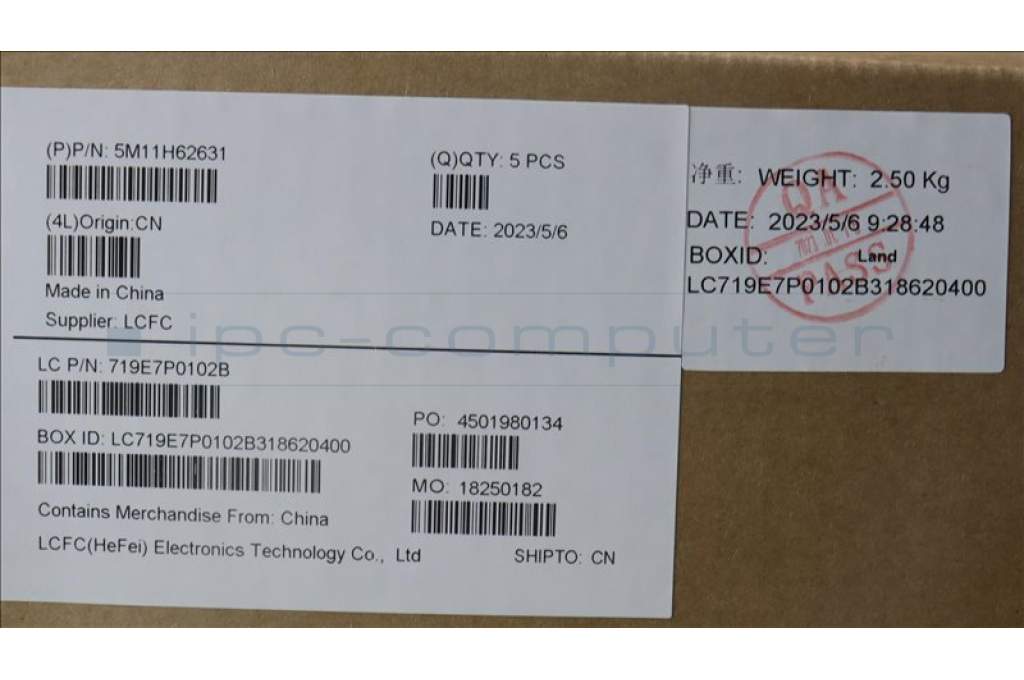 (P)P/N: 5M11H62631
(Q)QTY: 5 PCS
(4L)Origin:CN
DATE: 2023/5/6
Made in China
Supplier: LCFC
LC P/N: 719E7P0102B
PO: 4501980134
BOX ID: LC719E7P0102B318620400
MO: 18250182
Contains Merchandise From: China
LCFC(HeFei) Electronics Technology Co., Ltd
SHIPTO: CN
净重: WEIGHT: 2.50 Kg
DATE: 2023/5/6 9:28:48
BOXID: Land
LC719E7P0102B318620400
QA
PASS
ipc-computer